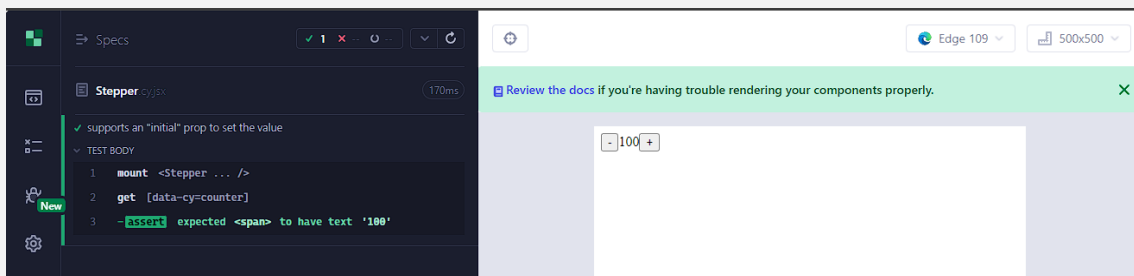 Specs
1
--
--
Edge 109
500x500
Stepper cy.jsx
170ms
Review the docs if you're having trouble rendering your components properly.
supports an "initial" prop to set the value
TEST BODY
1 mount <Stepper ... />
2 get [data-cy=counter]
3 -assert expected <span> to have text '100'
New
- 100 +